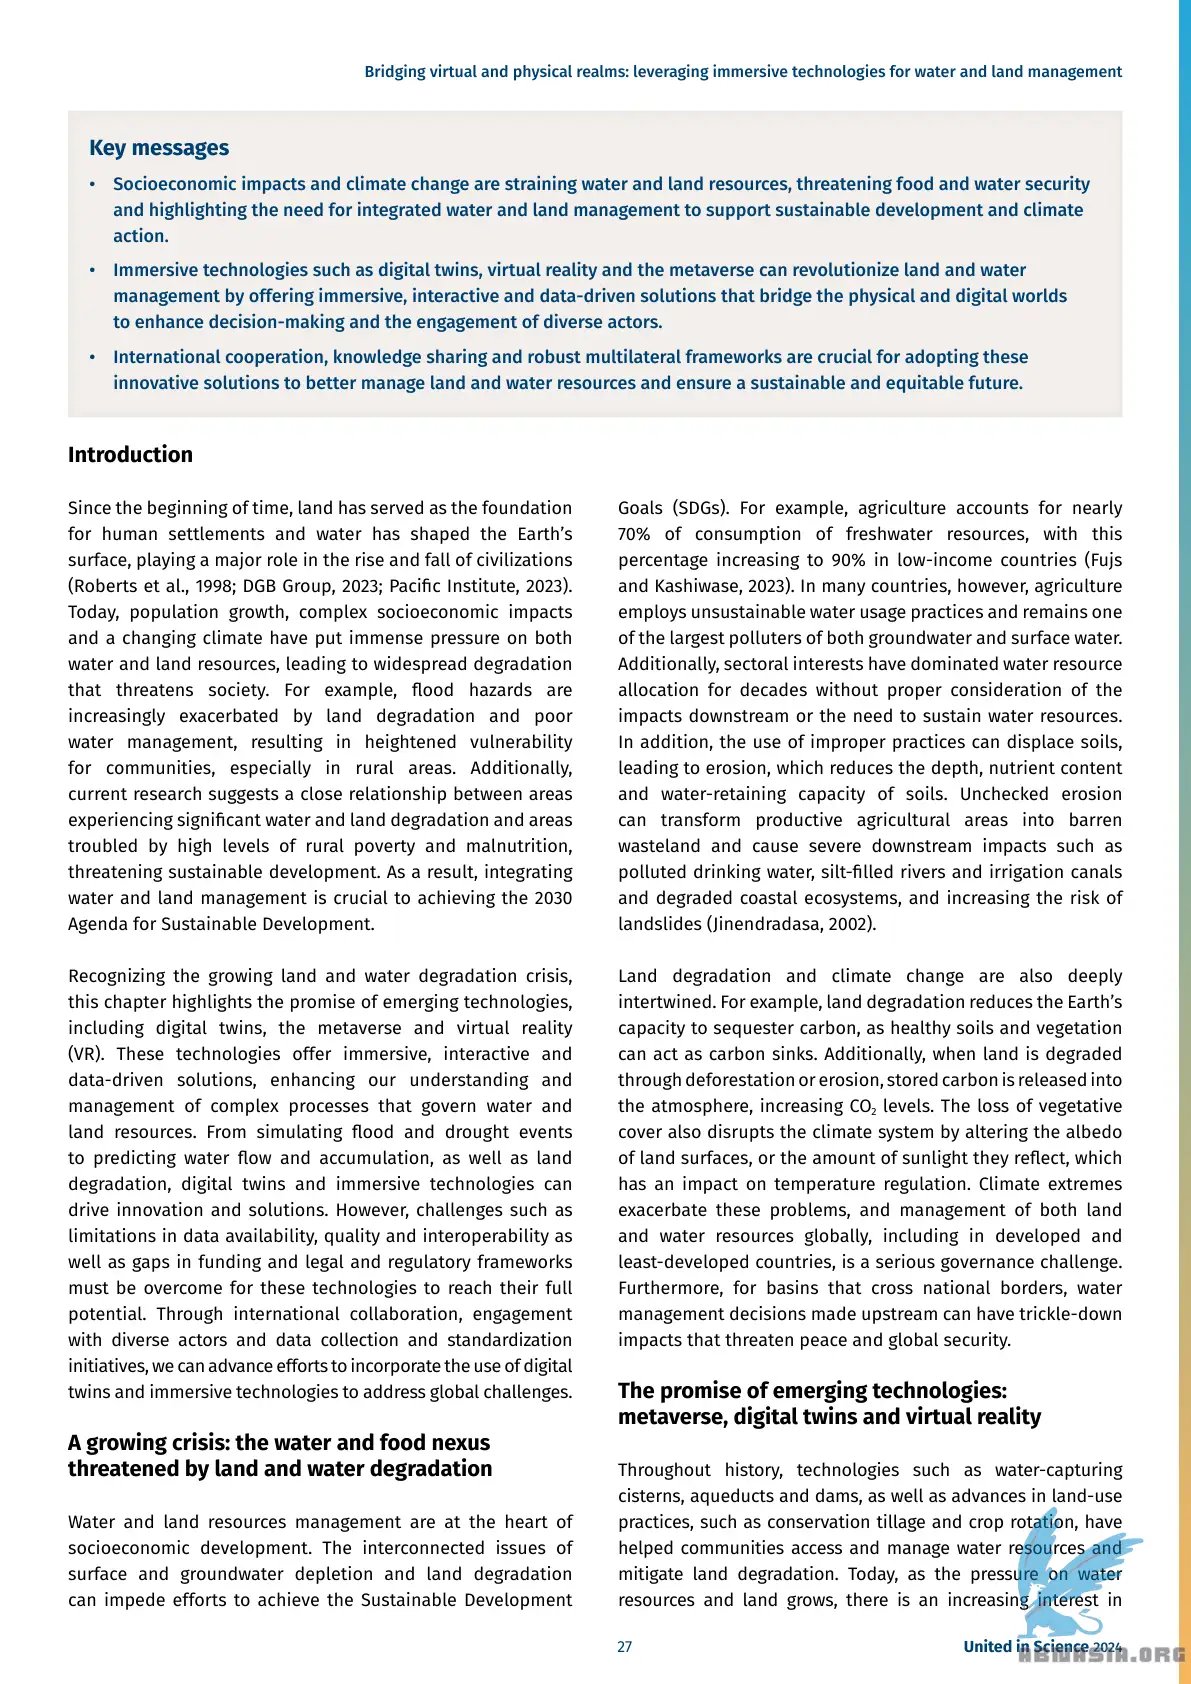 Bridging virtual and physical realms: leveraging immersive technologies for water and land management
Key messages
• Socioeconomic impacts and climate change are straining water and land resources, threatening food and water security
and highlighting the need for integrated water and land management to support sustainable development and climate
action.
• Immersive technologies such as digital twins, virtual reality and the metaverse can revolutionize land and water
management by offering immersive, interactive and data-driven solutions that bridge the physical and digital worlds
to enhance decision-making and the engagement of diverse actors.
• International cooperation, knowledge sharing and robust multilateral frameworks are crucial for adopting these
innovative solutions to better manage land and water resources and ensure a sustainable and equitable future.
Introduction
Since the beginning of time, land has served as the foundation
for human settlements and water has shaped the Earth's
surface, playing a major role in the rise and fall of civilizations
(Roberts et al., 1998; DGB Group, 2023; Pacific Institute, 2023).
Today, population growth, complex socioeconomic impacts
and a changing climate have put immense pressure on both
water and land resources, leading to widespread degradation
that threatens society. For example, flood hazards are
increasingly exacerbated by land degradation and poor
water management, resulting in heightened vulnerability
for communities, especially in rural areas. Additionally,
current research suggests a close relationship between areas
experiencing significant water and land degradation and areas
troubled by high levels of rural poverty and malnutrition,
threatening sustainable development. As a result, integrating
water and land management is crucial to achieving the 2030
Agenda for Sustainable Development.
Recognizing the growing land and water degradation crisis,
this chapter highlights the promise of emerging technologies,
including digital twins, the metaverse and virtual reality
(VR). These technologies offer immersive, interactive and
data-driven solutions, enhancing our understanding and
management of complex processes that govern water and
land resources. From simulating flood and drought events
to predicting water flow and accumulation, as well as land
degradation, digital twins and immersive technologies can
drive innovation and solutions. However, challenges such as
limitations in data availability, quality and interoperability as
well as gaps in funding and legal and regulatory frameworks
must be overcome for these technologies to reach their full
potential. Through international collaboration, engagement
with diverse actors and data collection and standardization
initiatives, we can advance efforts to incorporate the use of digital
twins and immersive technologies to address global challenges.
A growing crisis: the water and food nexus
threatened by land and water degradation
Water and land resources management are at the heart of
socioeconomic development. The interconnected issues of
surface and groundwater depletion and land degradation
can impede efforts to achieve the Sustainable Development
Goals (SDGs). For example, agriculture accounts for nearly
70% of consumption of freshwater resources, with this
percentage increasing to 90% in low-income countries (Fujs
and Kashiwase, 2023). In many countries, however, agriculture
employs unsustainable water usage practices and remains one
of the largest polluters of both groundwater and surface water.
Additionally, sectoral interests have dominated water resource
allocation for decades without proper consideration of the
impacts downstream or the need to sustain water resources.
In addition, the use of improper practices can displace soils,
leading to erosion, which reduces the depth, nutrient content
and water-retaining capacity of soils. Unchecked erosion
can transform productive agricultural areas into barren
wasteland and cause severe downstream impacts such as
polluted drinking water, silt-filled rivers and irrigation canals
and degraded coastal ecosystems, and increasing the risk of
landslides (Jinendradasa, 2002).
Land degradation and climate change are also deeply
intertwined. For example, land degradation reduces the Earth's
capacity to sequester carbon, as healthy soils and vegetation
can act as carbon sinks. Additionally, when land is degraded
through deforestation or erosion, stored carbon is released into
the atmosphere, increasing CO₂ levels. The loss of vegetative
cover also disrupts the climate system by altering the albedo
of land surfaces, or the amount of sunlight they reflect, which
has an impact on temperature regulation. Climate extremes
exacerbate these problems, and management of both land
and water resources globally, including in developed and
least-developed countries, is a serious governance challenge.
Furthermore, for basins that cross national borders, water
management decisions made upstream can have trickle-down
impacts that threaten peace and global security.
The promise of emerging technologies:
metaverse, digital twins and virtual reality
Throughout history, technologies such as water-capturing
cisterns, aqueducts and dams, as well as advances in land-use
practices, such as conservation tillage and crop rotation, have
helped communities access and manage water resources and
mitigate land degradation. Today, as the pressure on water
resources and land grows, there is an increasing interest in
27
United in Science 2024
ABNASIA.ORG